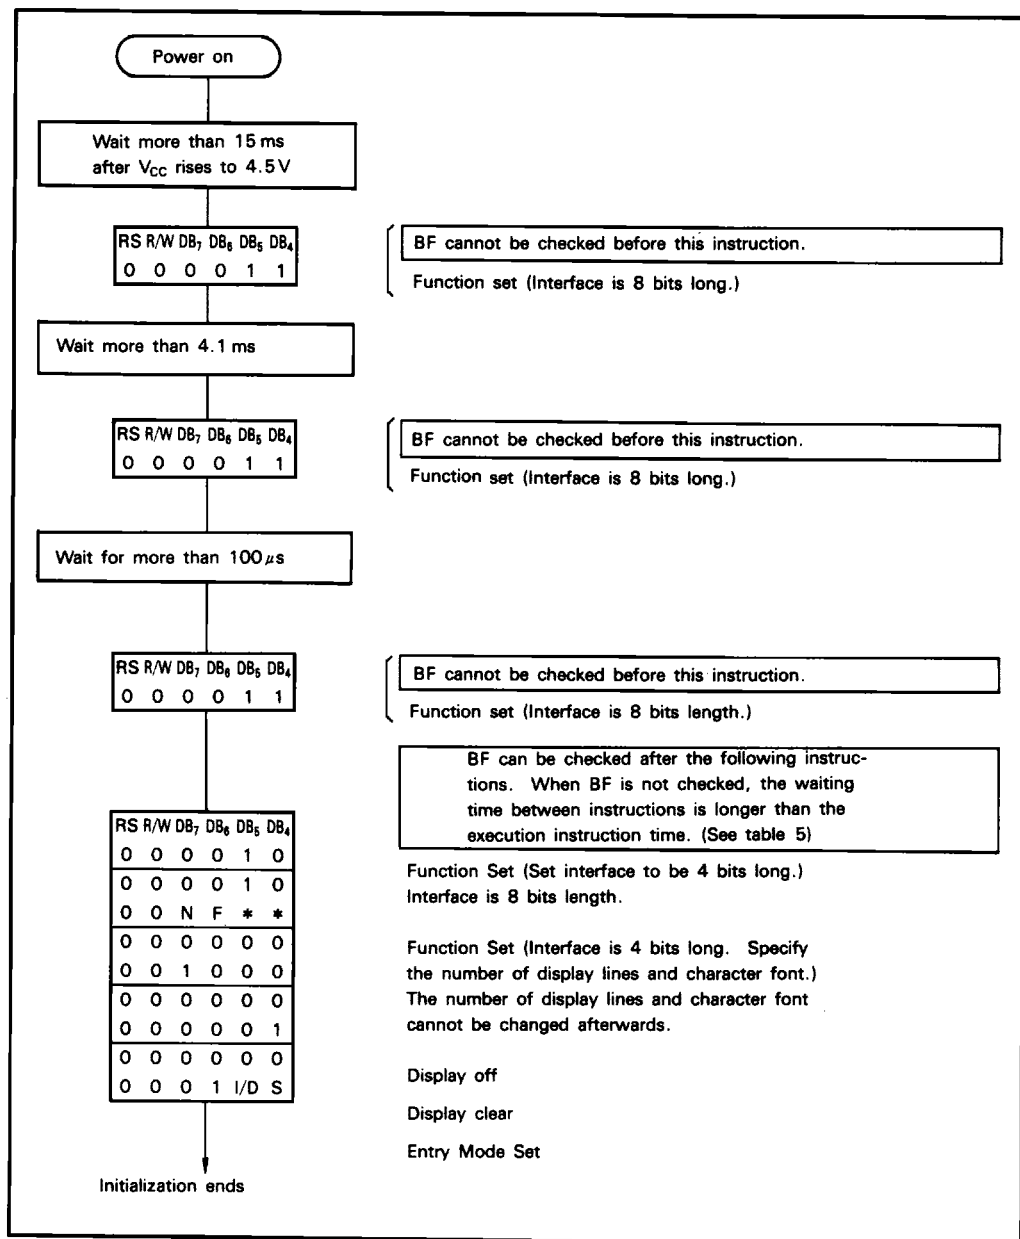 Power on
Wait more than 15 ms
after VCC rises to 4.5 V
RS R/W DB7 DB6 DB5 DB4
0 0 0 0 1 1
BF cannot be checked before this instruction.
Function set (Interface is 8 bits long.)
Wait more than 4.1 ms
RS R/W DB7 DB6 DB5 DB4
0 0 0 0 1 1
BF cannot be checked before this instruction.
Function set (Interface is 8 bits long.)
Wait for more than 100 μs
RS R/W DB7 DB6 DB5 DB4
0 0 0 0 1 1
BF cannot be checked before this instruction.
Function set (Interface is 8 bits length.)
BF can be checked after the following instruc-
tions. When BF is not checked, the waiting
time between instructions is longer than the
execution instruction time. (See table 5)
RS R/W DB7 DB6 DB5 DB4
0 0 0 0 1 0
0 0 0 0 1 0
0 0 N F * *
0 0 0 0 0 0
0 0 1 0 0 0
0 0 0 0 0 0
0 0 0 0 0 1
0 0 0 0 0 0
0 0 0 1 I/D S
Function Set (Set interface to be 4 bits long.)
Interface is 8 bits length.
Function Set (Interface is 4 bits long. Specify
the number of display lines and character font.)
The number of display lines and character font
cannot be changed afterwards.
Display off
Display clear
Entry Mode Set
Initialization ends